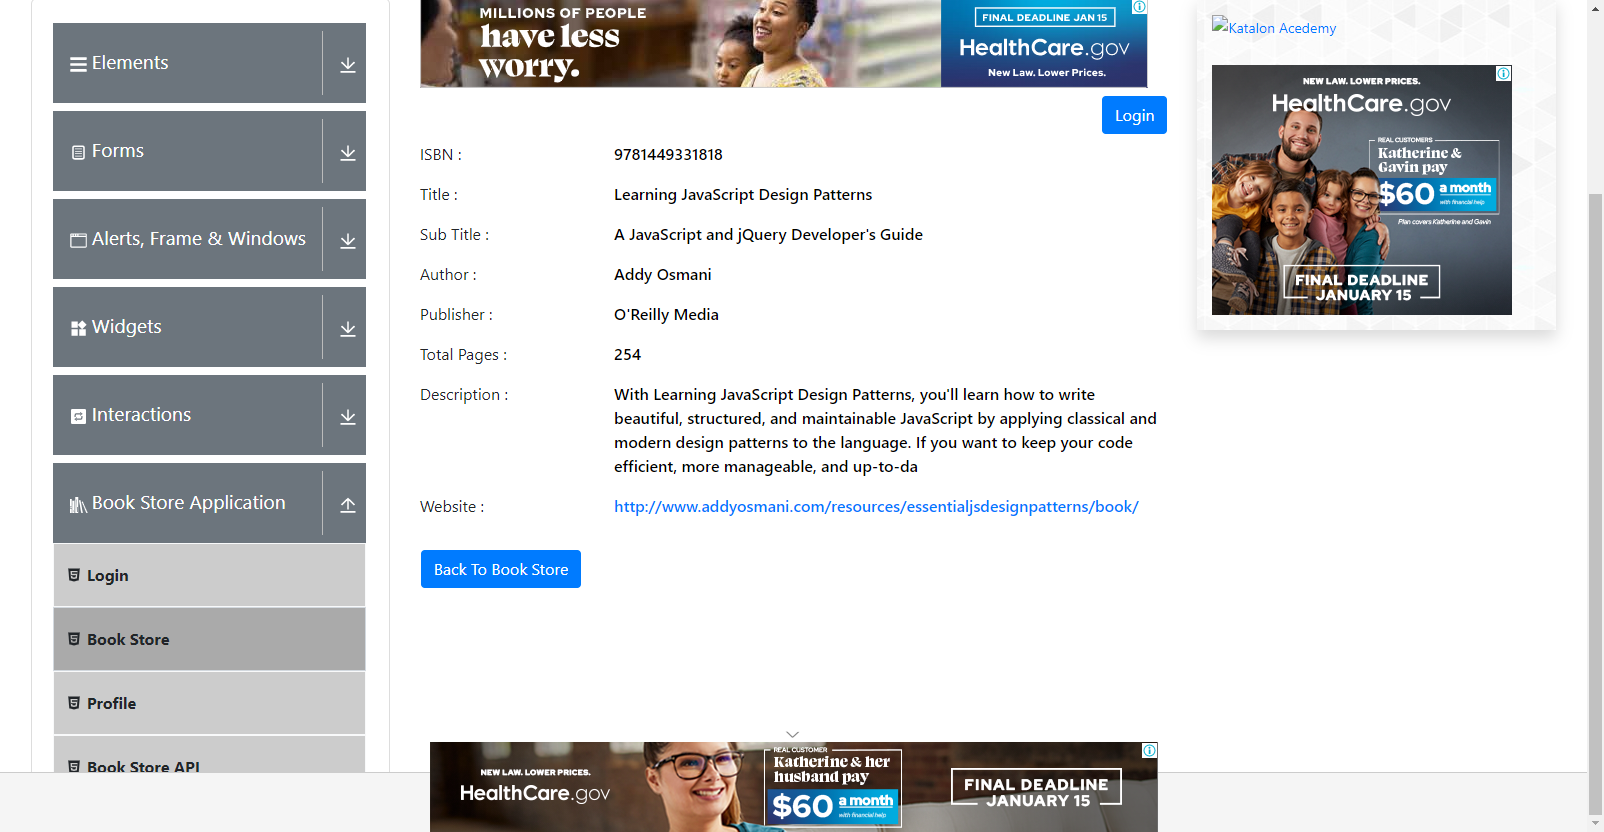 Elements
Forms
Alerts, Frame & Windows
Widgets
Interactions
Book Store Application
Login
Book Store
Profile
Book Store API
MILLIONS OF PEOPLE
have less
worry.
FINAL DEADLINE JAN 15
HealthCare.gov
New Law. Lower Prices.
Login
ISBN : 9781449331818
Title : Learning JavaScript Design Patterns
Sub Title : A JavaScript and jQuery Developer's Guide
Author : Addy Osmani
Publisher : O'Reilly Media
Total Pages : 254
Description : With Learning JavaScript Design Patterns, you'll learn how to write
beautiful, structured, and maintainable JavaScript by applying classical and
modern design patterns to the language. If you want to keep your code
efficient, more manageable, and up-to-da
Website : http://www.addyosmani.com/resources/essentialjsdesignpatterns/book/
Back To Book Store
Katalon Acedemy
NEW LAW. LOWER PRICES.
HealthCare.gov
REAL CUSTOMERS
Katherine &
Gavin pay
$60 a month
with financial help
Plan covers Katherine and Gavin
FINAL DEADLINE
JANUARY 15
NEW LAW. LOWER PRICES.
HealthCare.gov
REAL CUSTOMER
Katherine & her
husband pay
$60 a month
with financial help
FINAL DEADLINE
JANUARY 15